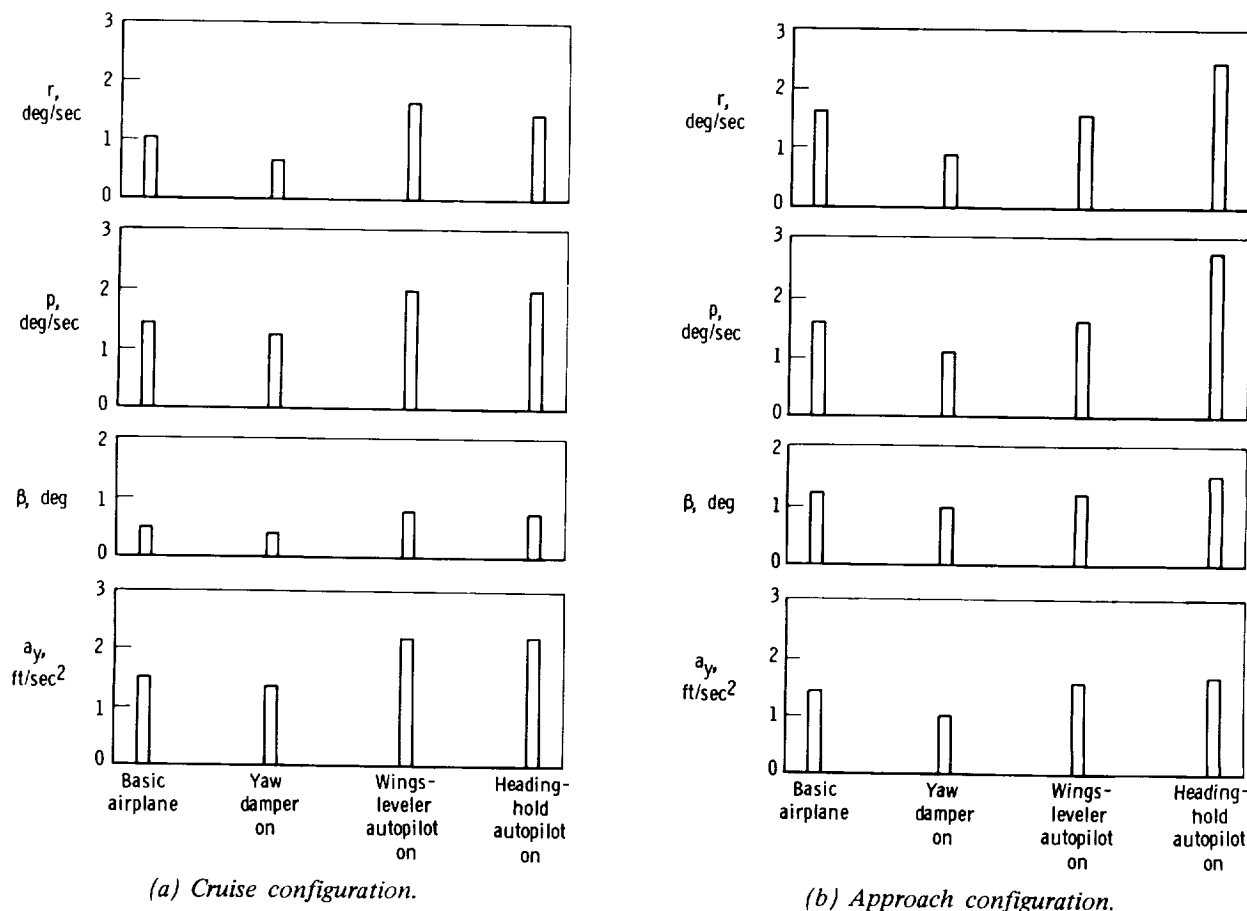 3
2
1
0
r,
deg/sec
3
2
1
0
p,
deg/sec
2
1
0
β, deg
3
2
1
0
ay,
ft/sec2
Basic
airplane
Yaw
damper
on
Wings-
leveler
autopilot
on
Heading-
hold
autopilot
on
(a) Cruise configuration.
3
2
1
0
r,
deg/sec
3
2
1
0
p,
deg/sec
2
1
0
β, deg
3
2
1
0
ay,
ft/sec2
Basic
airplane
Yaw
damper
on
Wings-
leveler
autopilot
on
Heading-
hold
autopilot
on
(b) Approach configuration.